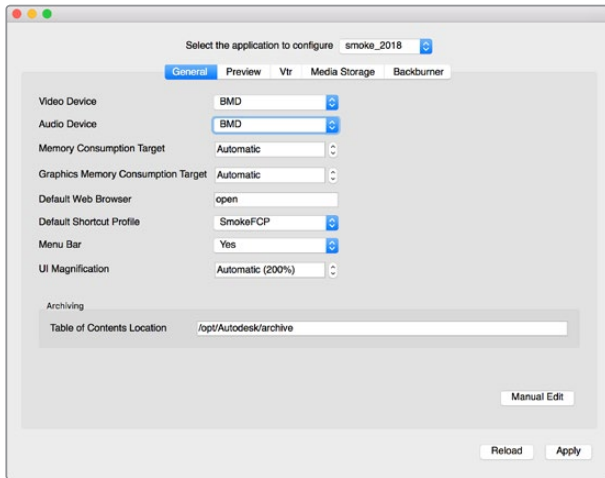 Select the application to configure smoke_2018
General Preview Vtr Media Storage Backburner
Video Device BMD
Audio Device BMD
Memory Consumption Target Automatic
Graphics Memory Consumption Target Automatic
Default Web Browser open
Default Shortcut Profile SmokeFCP
Menu Bar Yes
UI Magnification Automatic (200%)
Archiving
Table of Contents Location /opt/Autodesk/archive
Manual Edit
Reload Apply